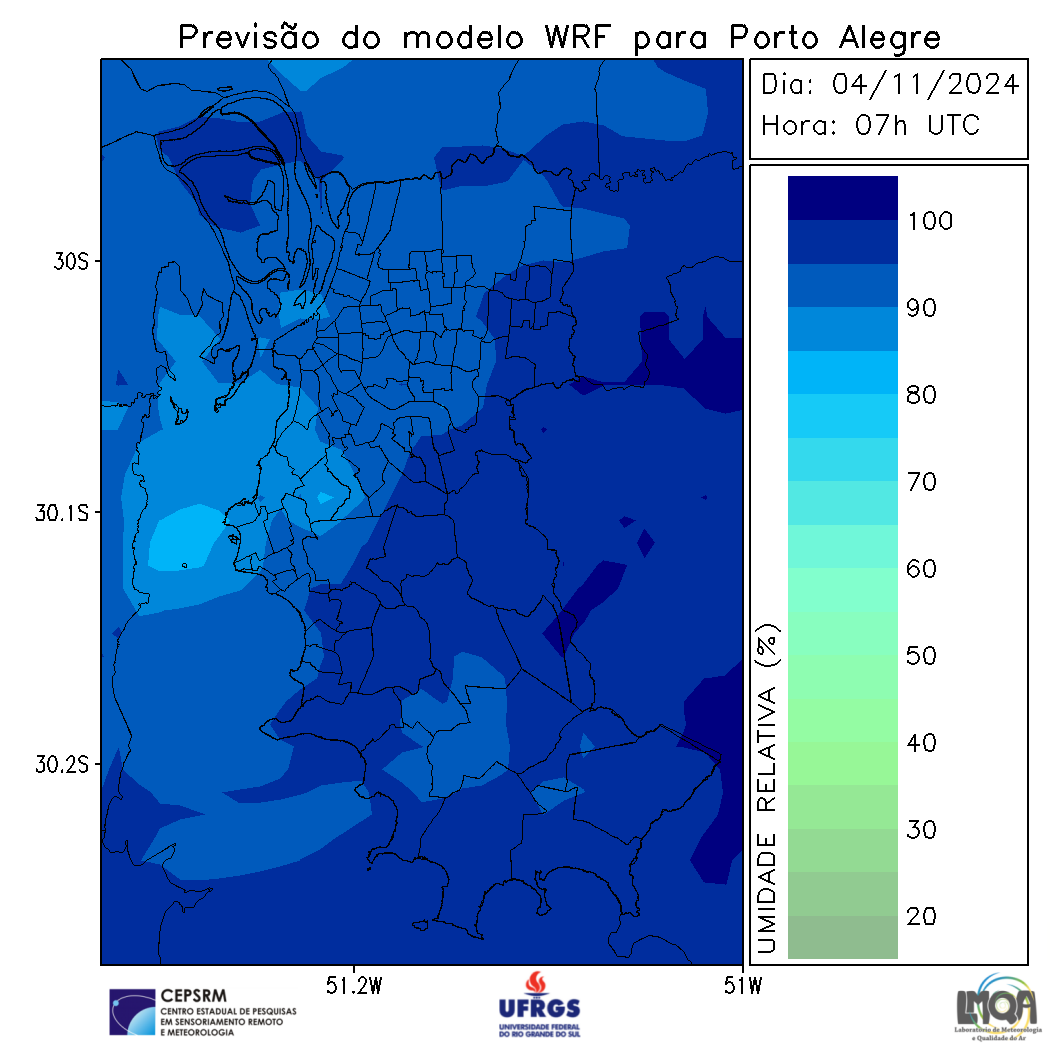 Previsão do modelo WRF para Porto Alegre
Dia: 04/11/2024
Hora: 07h UTC
30S
30.1S
30.2S
51.2W
51W
100
90
80
70
60
50
40
30
20
UMIDADE RELATIVA (%)
CEPSRM
CENTRO ESTADUAL DE PESQUISAS
EM SENSORIAMENTO REMOTO
E METEOROLOGIA
UFRGS
UNIVERSIDADE FEDERAL
DO RIO GRANDE DO SUL
LMQA
Laboratório de Meteorologia
e Qualidade do Ar